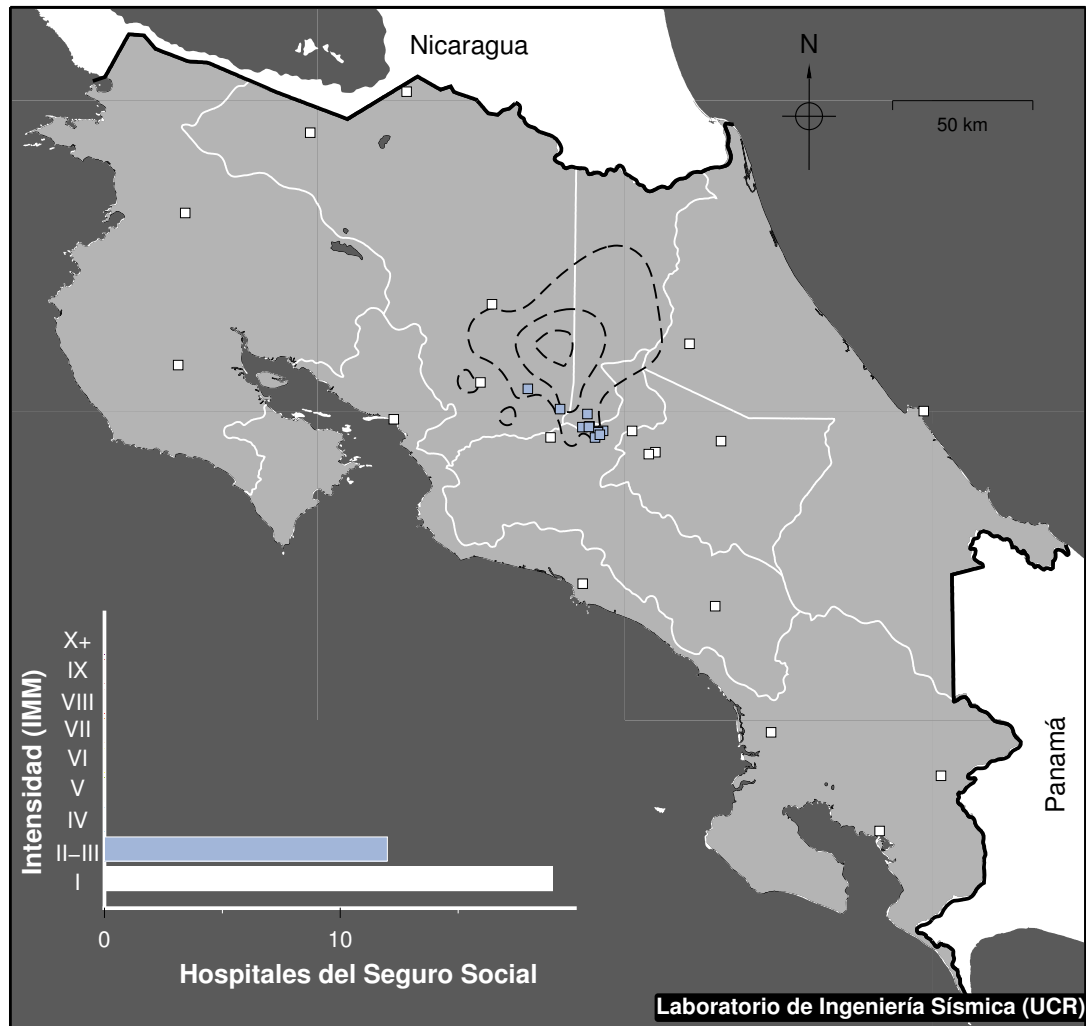 Nicaragua
N
50 km
Panamá
Intensidad (IMM)
X+
IX
VIII
VII
VI
V
IV
II−III
I
0
10
Hospitales del Seguro Social
Laboratorio de Ingeniería Sísmica (UCR)